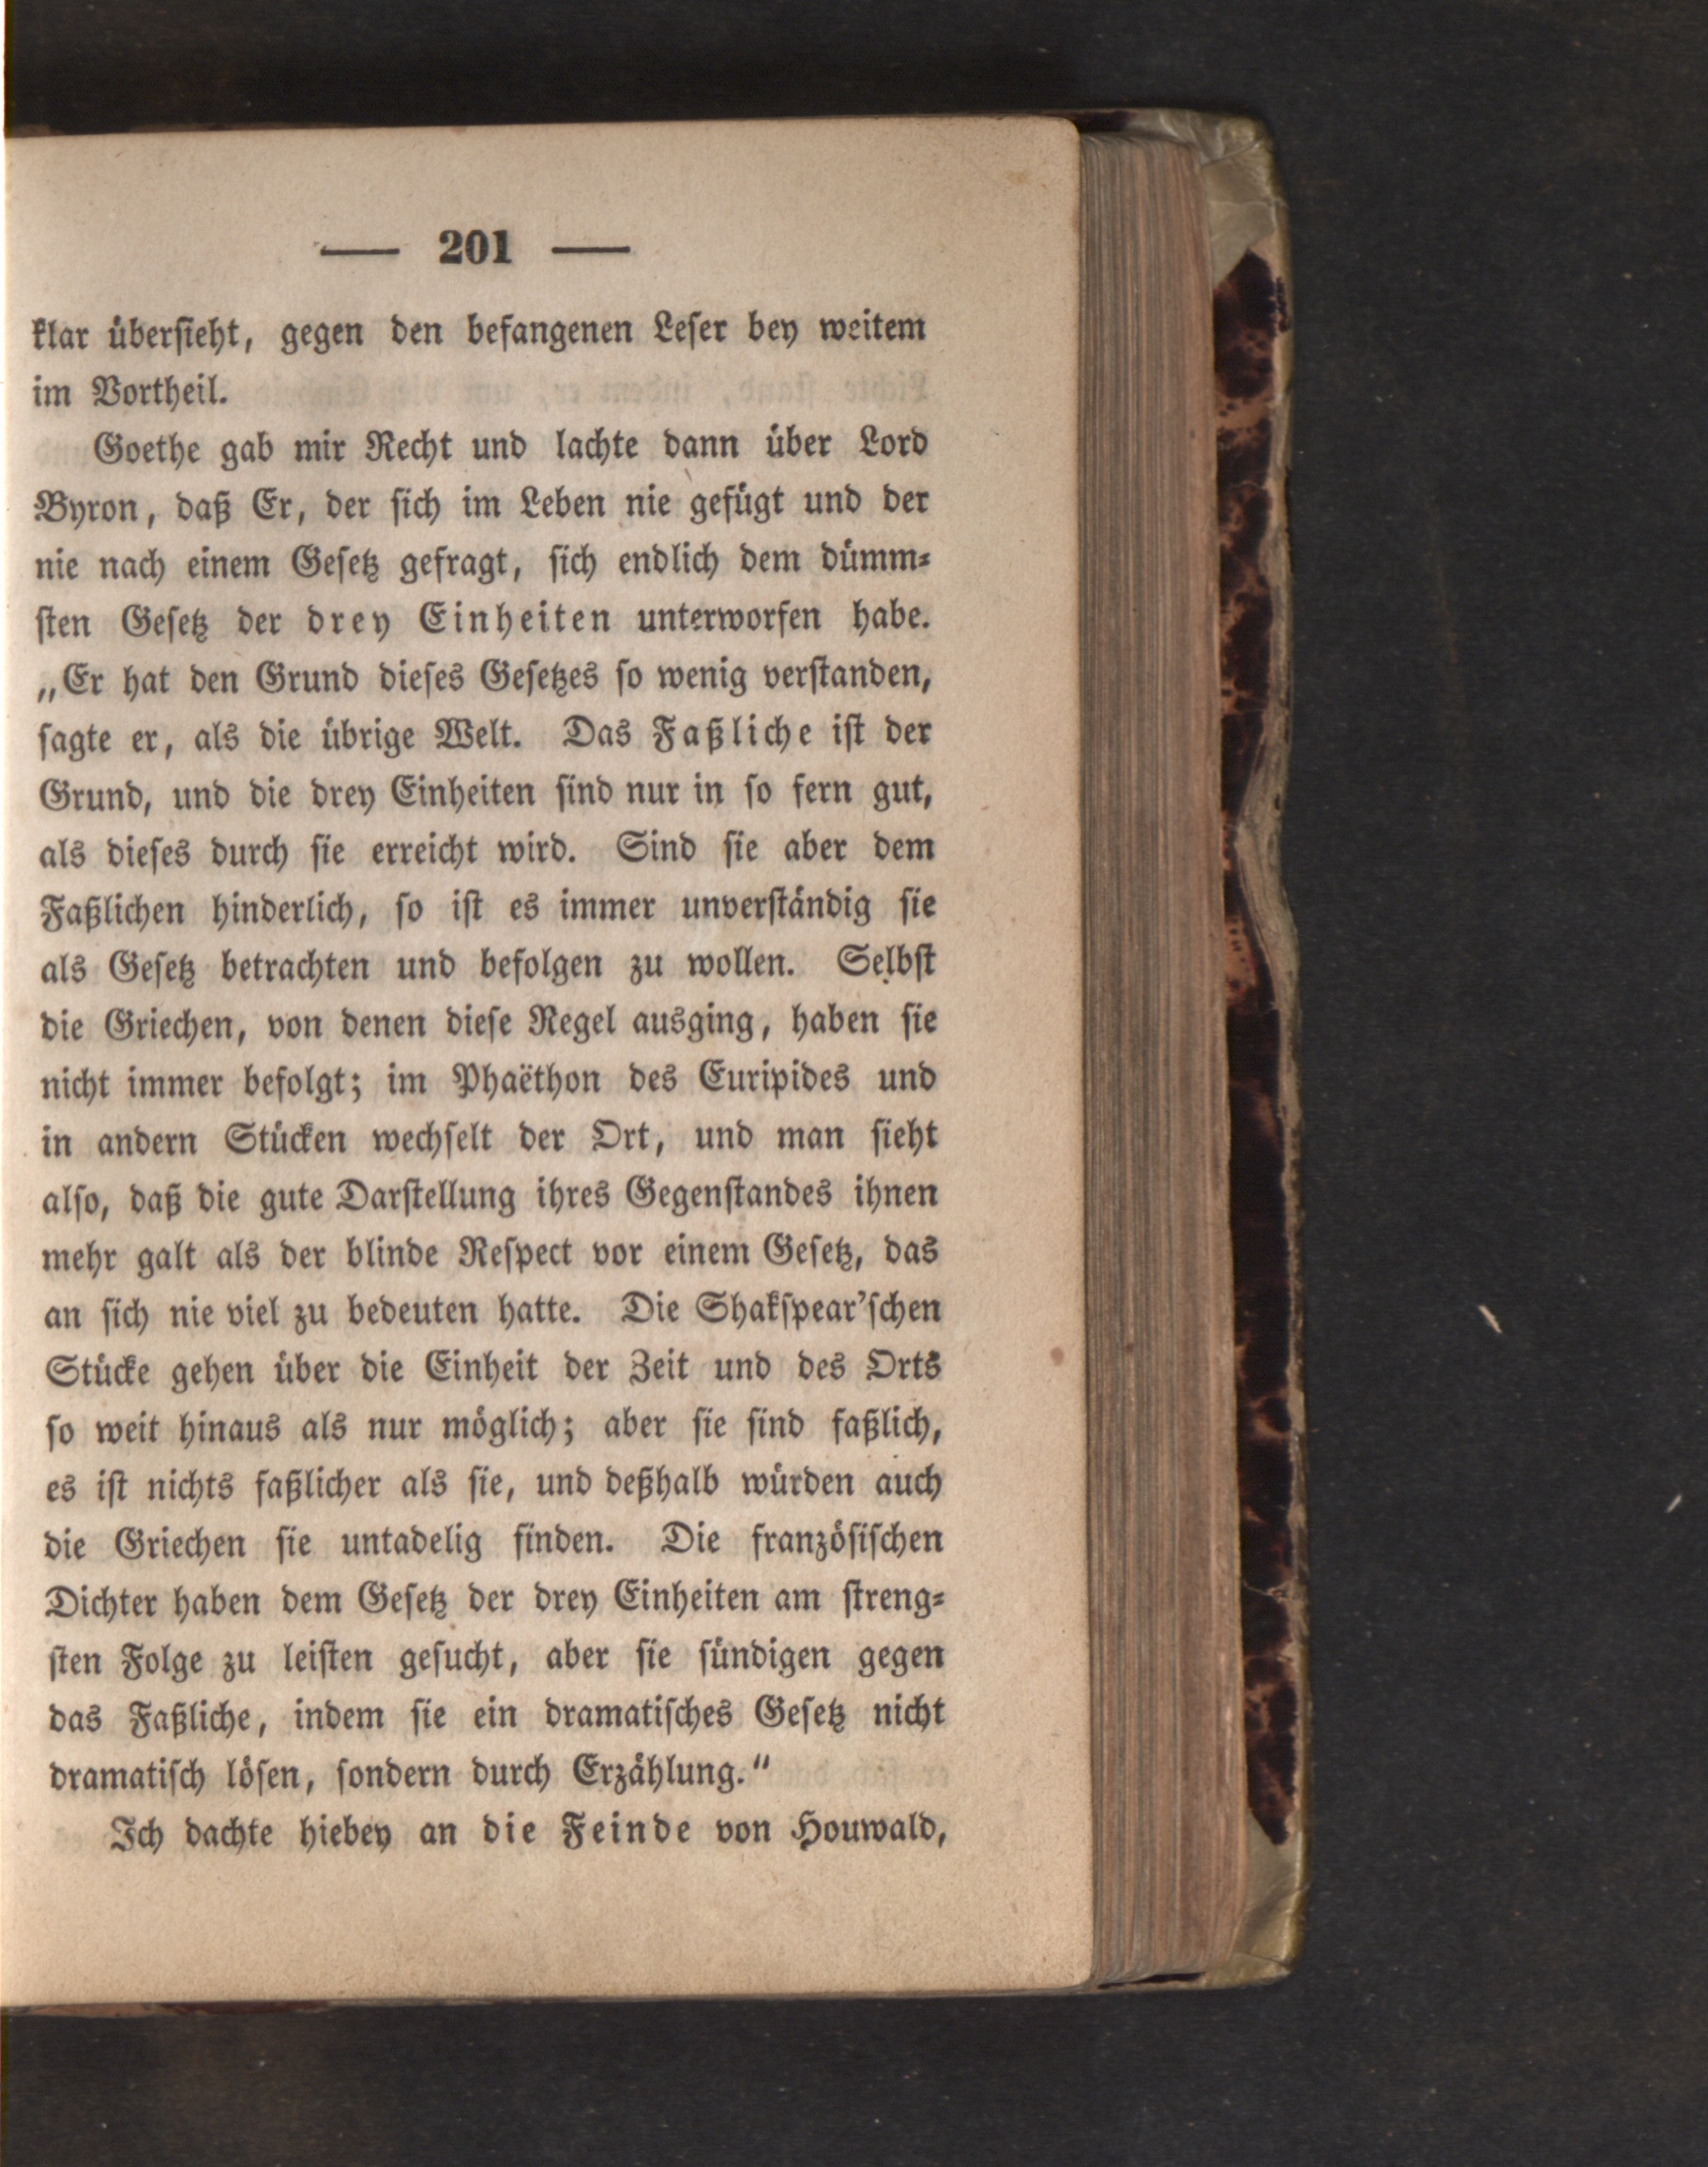 — 201 —
klar überſieht, gegen den befangenen Leſer bey weitem
im Vortheil.
Goethe gab mir Recht und lachte dann über Lord
Byron, daß Er, der ſich im Leben nie gefügt und der
nie nach einem Geſetz gefragt, ſich endlich dem dümm⸗
ſten Geſetz der drey Einheiten unterworfen habe.
„Er hat den Grund dieſes Geſetzes ſo wenig verſtanden,
ſagte er, als die übrige Welt. Das Faßliche iſt der
Grund, und die drey Einheiten ſind nur in ſo fern gut,
als dieſes durch ſie erreicht wird. Sind ſie aber dem
Faßlichen hinderlich, ſo iſt es immer unverſtändig ſie
als Geſetz betrachten und befolgen zu wollen. Selbſt
die Griechen, von denen dieſe Regel ausging, haben ſie
nicht immer befolgt; im Phaëthon des Euripides und
in andern Stücken wechſelt der Ort, und man ſieht
alſo, daß die gute Darſtellung ihres Gegenſtandes ihnen
mehr galt als der blinde Reſpect vor einem Geſetz, das
an ſich nie viel zu bedeuten hatte. Die Shakſpear'ſchen
Stücke gehen über die Einheit der Zeit und des Orts
ſo weit hinaus als nur möglich; aber ſie ſind faßlich,
es iſt nichts faßlicher als ſie, und deßhalb würden auch
die Griechen ſie untadelig finden. Die franzöſiſchen
Dichter haben dem Geſetz der drey Einheiten am ſtreng⸗
ſten Folge zu leiſten geſucht, aber ſie ſündigen gegen
das Faßliche, indem ſie ein dramatiſches Geſetz nicht
dramatiſch löſen, ſondern durch Erzählung.“
Ich dachte hiebey an die Feinde von Houwald,